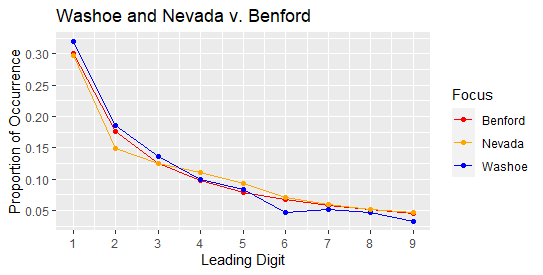 Washoe and Nevada v. Benford
Proportion of Occurrence
0.30
0.25
0.20
0.15
0.10
0.05
1 2 3 4 5 6 7 8 9
Leading Digit
Focus
Benford
Nevada
Washoe